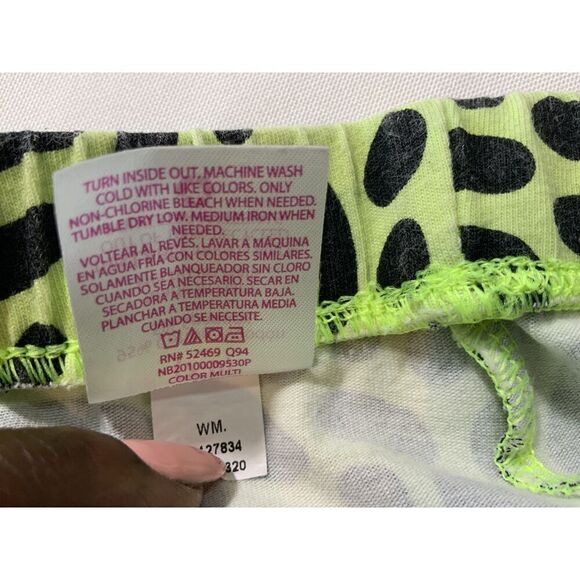 TURN INSIDE OUT. MACHINE WASH
COLD WITH LIKE COLORS. ONLY
NON-CHLORINE BLEACH WHEN NEEDED.
TUMBLE DRY LOW. MEDIUM IRON WHEN
NEEDED.
VOLTEAR AL REVÉS. LAVAR A MÁQUINA
EN AGUA FRÍA CON COLORES SIMILARES.
SOLAMENTE BLANQUEADOR SIN CLORO
CUANDO SEA NECESARIO. SECAR EN
SECADORA A TEMPERATURA BAJA.
PLANCHAR A TEMPERATURA MEDIA
CUANDO SE NECESITE.
RN# 52469 Q94
NB20100009530P
COLOR MULTI
WM.
127834
320